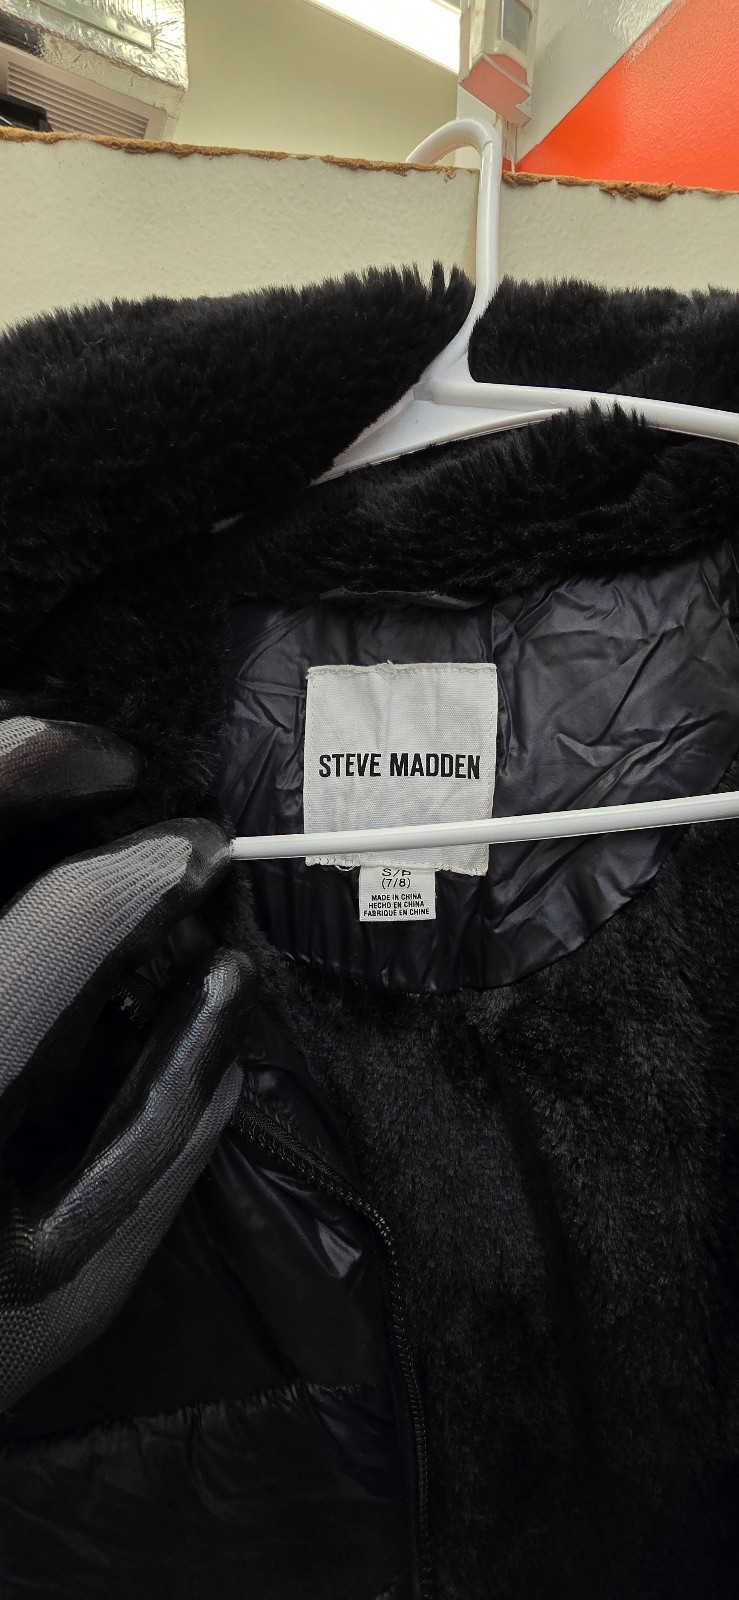 STEVE MADDEN
S/P
(7/8)
MADE IN CHINA
HECHO EN CHINA
FABRIQUÉ EN CHINE